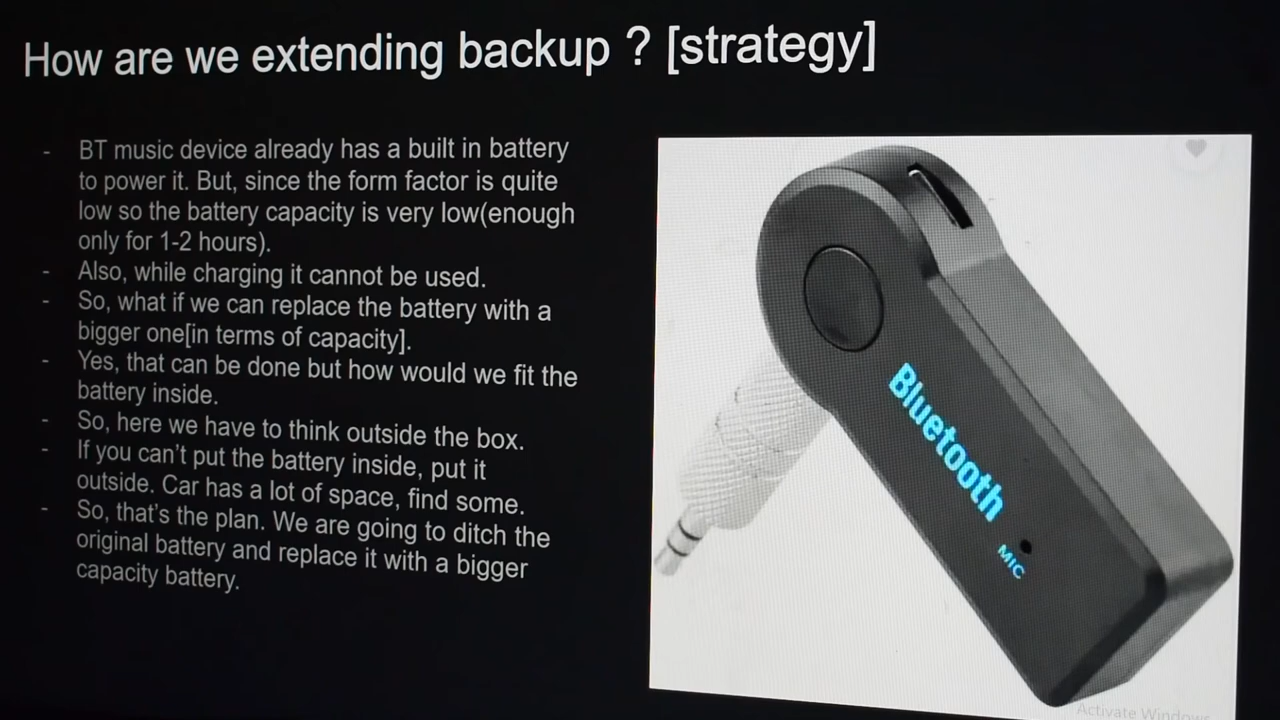 How are we extending backup ? [strategy]
- BT music device already has a built in battery
to power it. But, since the form factor is quite
low so the battery capacity is very low(enough
only for 1-2 hours).
- Also, while charging it cannot be used.
- So, what if we can replace the battery with a
bigger one[in terms of capacity].
- Yes, that can be done but how would we fit the
battery inside.
- So, here we have to think outside the box.
- If you can't put the battery inside, put it
outside. Car has a lot of space, find some.
- So, that's the plan. We are going to ditch the
original battery and replace it with a bigger
capacity battery.
Bluetooth
MIC
Activate Windows